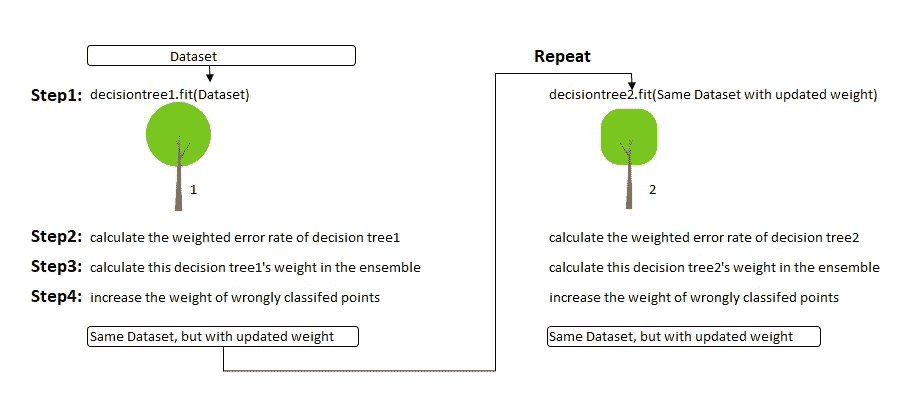 Dataset
Step1: decisiontree1.fit(Dataset)
1
Step2: calculate the weighted error rate of decision tree1
Step3: calculate this decision tree1's weight in the ensemble
Step4: increase the weight of wrongly classifed points
Same Dataset, but with updated weight
Repeat
decisiontree2.fit(Same Dataset with updated weight)
2
calculate the weighted error rate of decision tree2
calculate this decision tree2's weight in the ensemble
increase the weight of wrongly classifed points
Same Dataset, but with updated weight